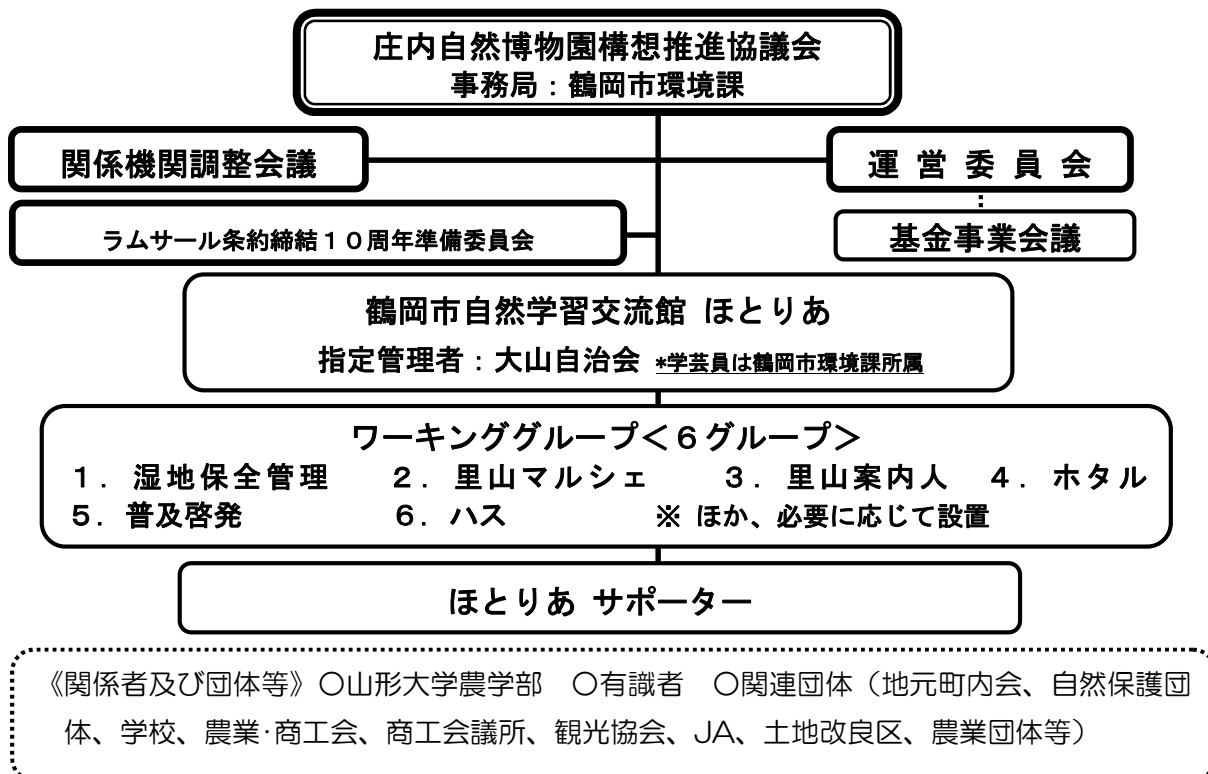 庄内自然博物園構想推進協議会
事務局：鶴岡市環境課
関係機関調整会議
運 営 委 員 会
ラムサール条約締結１０周年準備委員会
基金事業会議
鶴岡市自然学習交流館 ほとりあ
指定管理者：大山自治会 *学芸員は鶴岡市環境課所属
ワーキンググループ＜６グループ＞
１．湿地保全管理 ２．里山マルシェ ３．里山案内人 ４．ホタル
５．普及啓発 ６．ハス ※ ほか、必要に応じて設置
ほとりあ サポーター
《関係者及び団体等》○山形大学農学部 ○有識者 ○関連団体（地元町内会、自然保護団
体、学校、農業･商工会、商工会議所、観光協会、JA、土地改良区、農業団体等）